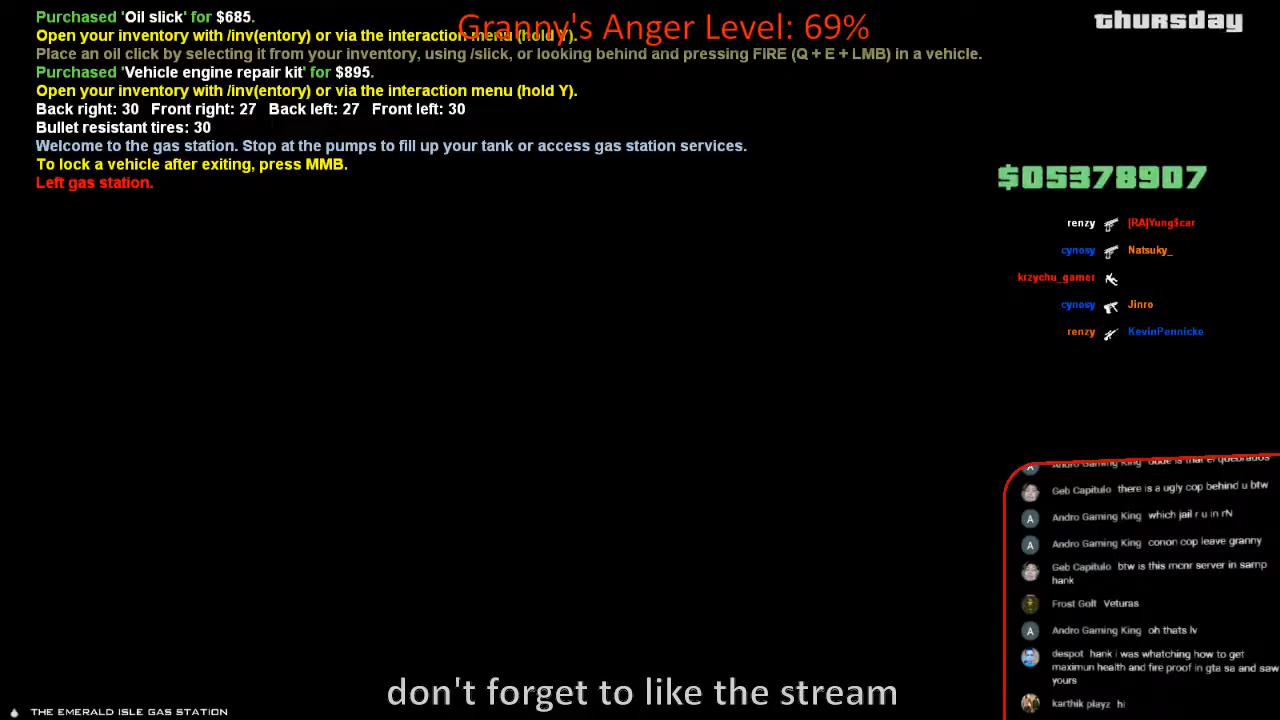 Purchased 'Oil slick' for $685.
Granny's Anger Level: 69%
thursday
Open your inventory with /inv(entory) or via the interaction menu (hold Y).
Place an oil click by selecting it from your inventory, using /slick, or looking behind and pressing FIRE (Q + E + LMB) in a vehicle.
Purchased 'Vehicle engine repair kit' for $895.
Open your inventory with /inv(entory) or via the interaction menu (hold Y).
Back right: 30 Front right: 27 Back left: 27 Front left: 30
Bullet resistant tires: 30
Welcome to the gas station. Stop at the pumps to fill up your tank or access gas station services.
To lock a vehicle after exiting, press MMB.
Left gas station.
$05378907
renzy [RA]Yung$car
cynosy Natsuky_
krzychu_gamer
cynosy Jinro
renzy KevinPennicke
A Andro Gaming King dude is that el quebrados
Geb Capitulo there is a ugly cop behind u btw
A Andro Gaming King which jail r u in rN
A Andro Gaming King conon cop leave granny
Geb Capitulo btw is this mcnr server in samp
hank
Frost Golt Veturas
A Andro Gaming King oh thats lv
despot hank i was whatching how to get
maximun health and fire proof in gta sa and saw
yours
karthik playz hi
don't forget to like the stream
THE EMERALD ISLE GAS STATION